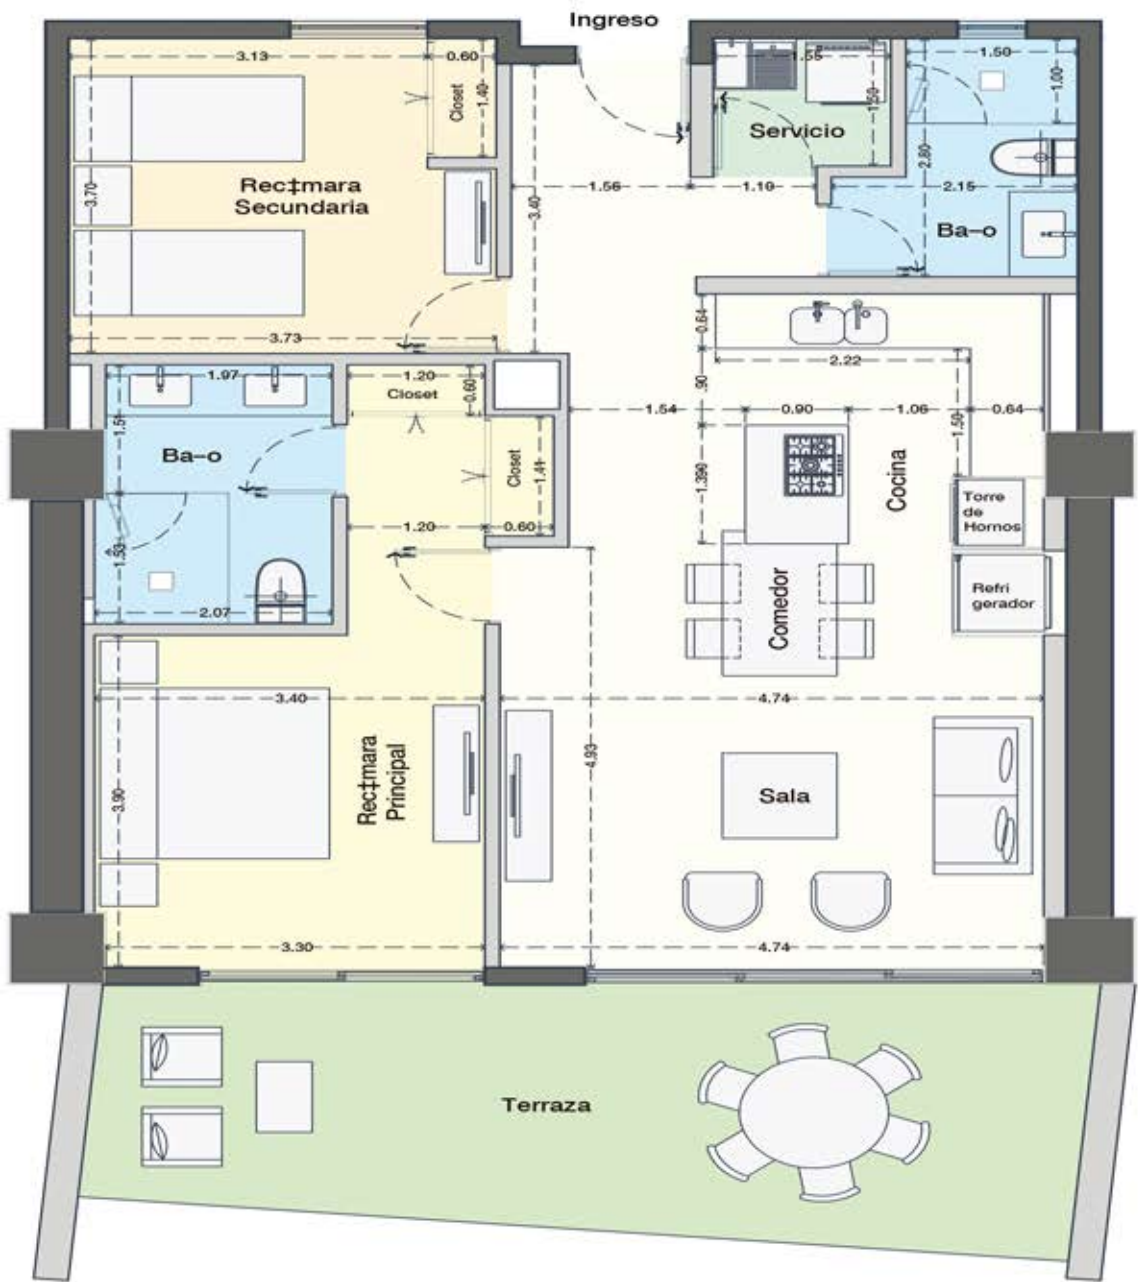 Ingreso
3.13
0.60
1.40
Closet
3.70
Rec‡mara
Secundaria
3.73
3.40
1.56
1.10
1.55
1.50
Servicio
1.50
1.00
2.80
2.15
Ba–o
0.64
2.22
.90
1.54
0.90
1.06
0.64
1.50
1.390
Cocina
Torre
de
Hornos
Refri
gerador
Comedor
1.97
1.51
Ba–o
1.53
2.07
1.20
0.60
Closet
Closet
1.41
1.20
0.60
3.40
3.90
Rec‡mara
Principal
3.30
4.74
4.93
Sala
4.74
Terraza